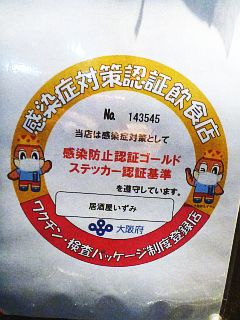 感染症対策認証飲食店
No. 143545
当店は感染症対策として
感染防止認証ゴールド
ステッカー認証基準
を遵守しています。
居酒屋いずみ
大阪府
ワクチン・検査パッケージ制度登録店